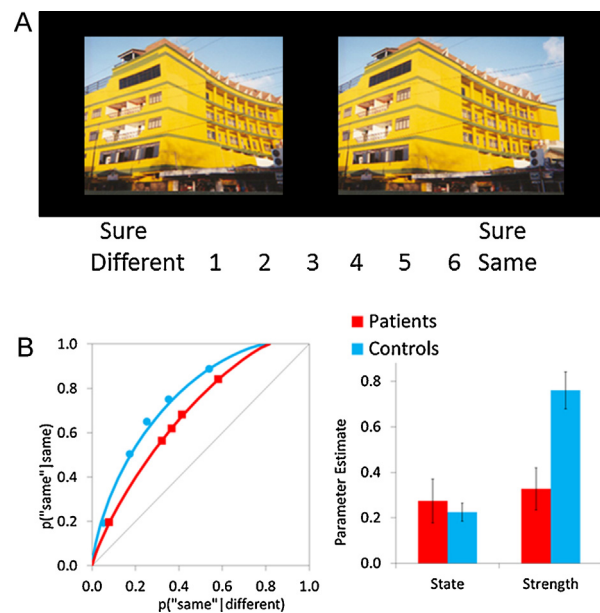 A
Sure Sure
Different 1 2 3 4 5 6 Same
B
Patients
Controls
1.0
0.8
0.6
0.4
0.2
0.0
p("same"|same)
0.0 0.2 0.4 0.6 0.8 1.0
p("same"|different)
0.8
0.6
0.4
0.2
0.0
Parameter Estimate
State Strength